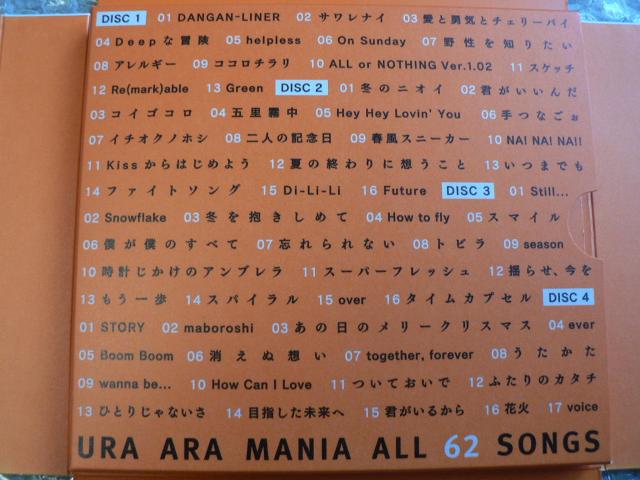 DISC 1 01 DANGAN-LINER 02 サワレナイ 03 愛と勇気とチェリーパイ
04 Deepな冒険 05 helpless 06 On Sunday 07 野性を知りたい
08 アレルギー 09 ココロチラリ 10 ALL or NOTHING Ver.1.02 11 スケッチ
12 Re(mark)able 13 Green DISC 2 01 冬のニオイ 02 君がいいんだ
03 コイゴコロ 04 五里霧中 05 Hey Hey Lovin' You 06 手つなごぉ
07 イチオクノホシ 08 二人の記念日 09 春風スニーカー 10 NA! NA! NA!!
11 Kissからはじめよう 12 夏の終わりに想うこと 13 いつまでも
14 ファイトソング 15 Di-Li-Li 16 Future DISC 3 01 Still...
02 Snowflake 03 冬を抱きしめて 04 How to fly 05 スマイル
06 僕が僕のすべて 07 忘れられない 08 トビラ 09 season
10 時計じかけのアンブレラ 11 スーパーフレッシュ 12 揺らせ、今を
13 もう一歩 14 スパイラル 15 over 16 タイムカプセル DISC 4
01 STORY 02 maboroshi 03 あの日のメリークリスマス 04 ever
05 Boom Boom 06 消えぬ想い 07 together, forever 08 うたかた
09 wanna be... 10 How Can I Love 11 ついておいで 12 ふたりのカタチ
13 ひとりじゃないさ 14 目指した未来へ 15 君がいるから 16 花火 17 voice
URA ARA MANIA ALL 62 SONGS